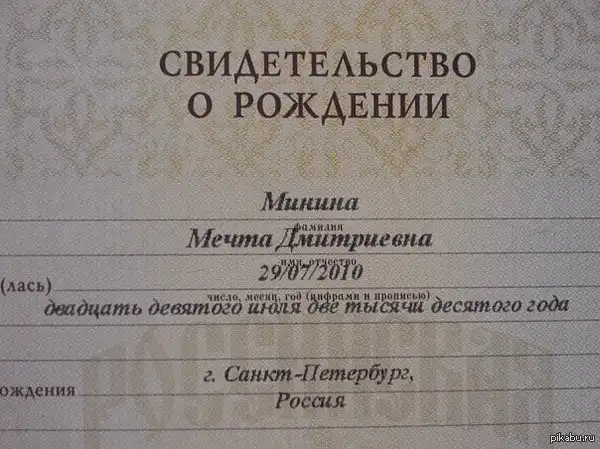 СВИДЕТЕЛЬСТВО
О РОЖДЕНИИ
Минина
фамилия
Мечта Дмитриевна
имя, отчество
(лась) 29/07/2010
число, месяц, год (цифрами и прописью)
двадцать девятого июля две тысячи десятого года
г. Санкт-Петербург,
ождения
Россия
pikabu.ru